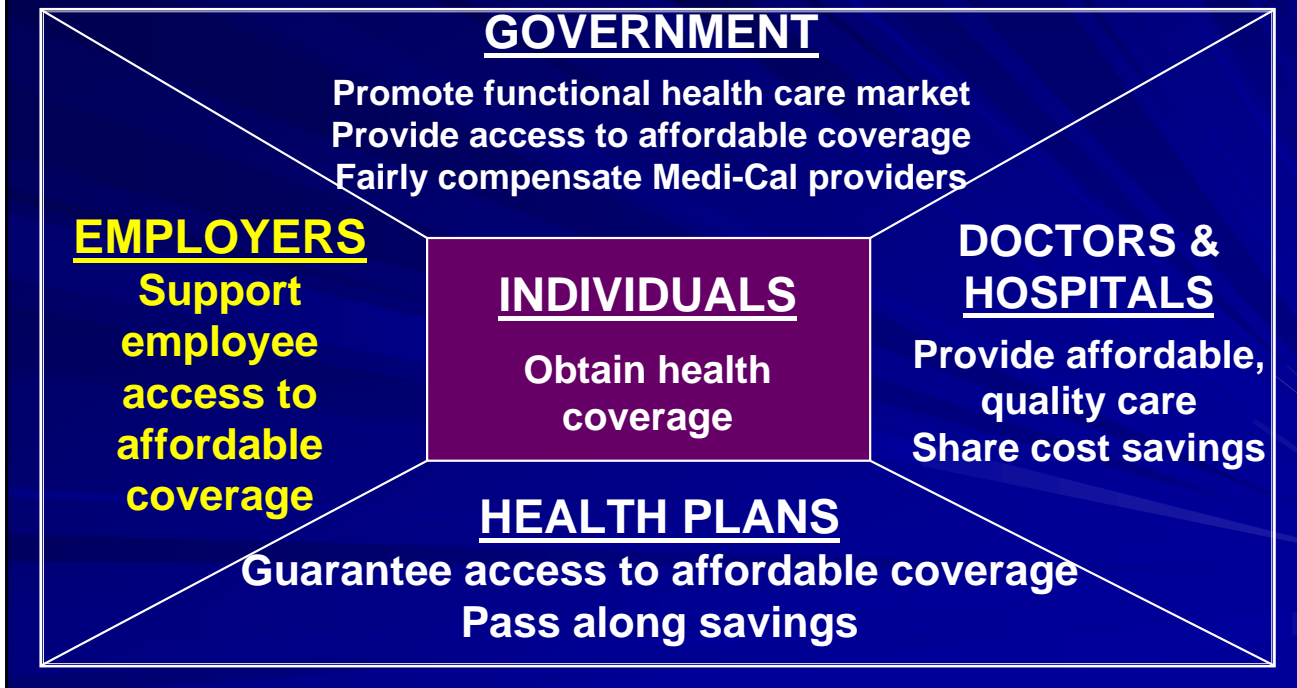 GOVERNMENT
Promote functional health care market
Provide access to affordable coverage
Fairly compensate Medi-Cal providers
EMPLOYERS
Support
employee
access to
affordable
coverage
INDIVIDUALS
Obtain health
coverage
DOCTORS &
HOSPITALS
Provide affordable,
quality care
Share cost savings
HEALTH PLANS
Guarantee access to affordable coverage
Pass along savings